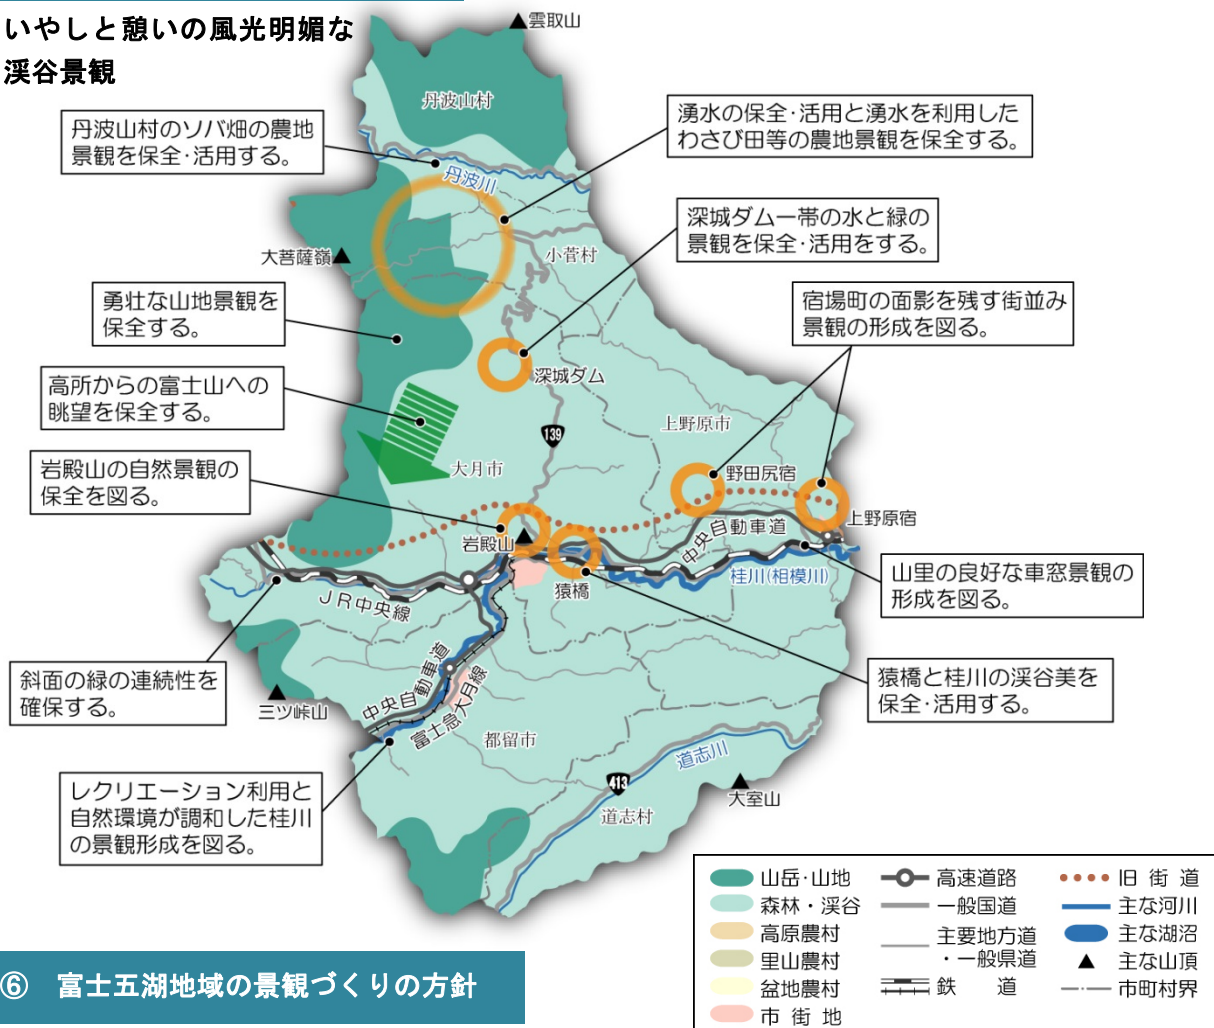 いやしと憩いの風光明媚な
渓谷景観
雲取山
丹波山村
丹波山村のソバ畑の農地
景観を保全・活用する。
湧水の保全・活用と湧水を利用した
わさび田等の農地景観を保全する。
丹波川
深城ダム一帯の水と緑の
景観を保全・活用をする。
大菩薩嶺
小菅村
勇壮な山地景観を
保全する。
宿場町の面影を残す街並み
景観の形成を図る。
深城ダム
高所からの富士山への
眺望を保全する。
139
上野原市
岩殿山の自然景観の
保全を図る。
大月市
野田尻宿
上野原宿
岩殿山
中央自動車道
猿橋
桂川(相模川)
山里の良好な車窓景観の
形成を図る。
JR中央線
斜面の緑の連続性を
確保する。
三ツ峠山
中央自動車道
富士急大月線
都留市
猿橋と桂川の渓谷美を
保全・活用する。
道志川
413
大室山
道志村
レクリエーション利用と
自然環境が調和した桂川
の景観形成を図る。
山岳・山地
森林・渓谷
高原農村
里山農村
盆地農村
市街地
高速道路
一般国道
主要地方道
・一般県道
鉄道
旧街道
主な河川
主な湖沼
主な山頂
市町村界
⑥ 富士五湖地域の景観づくりの方針